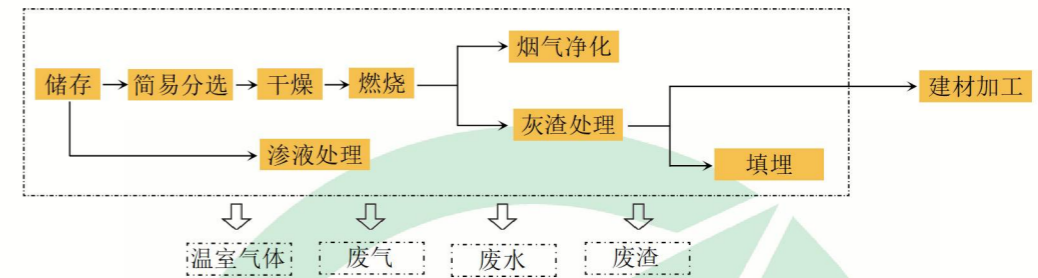 烟气净化
储存
简易分选
干燥
燃烧
建材加工
灰渣处理
渗液处理
填埋
温室气体
废气
废水
废渣